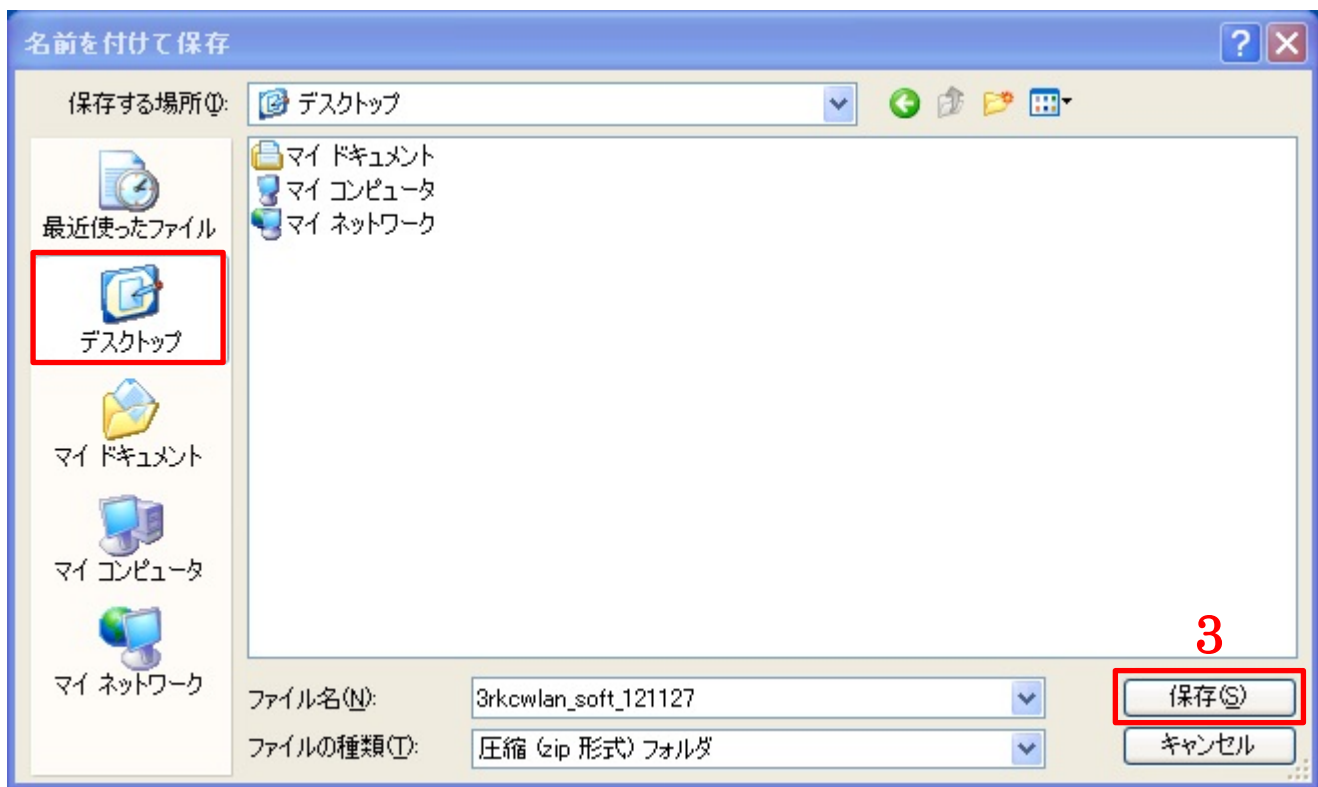 名前を付けて保存
保存する場所(I):
デスクトップ
マイ ドキュメント
マイ コンピュータ
マイ ネットワーク
最近使ったファイル
デスクトップ
マイ ドキュメント
マイ コンピュータ
マイ ネットワーク
3
ファイル名(N):
3rkcwlan_soft_121127
保存(S)
ファイルの種類(T):
圧縮 (zip 形式) フォルダ
キャンセル